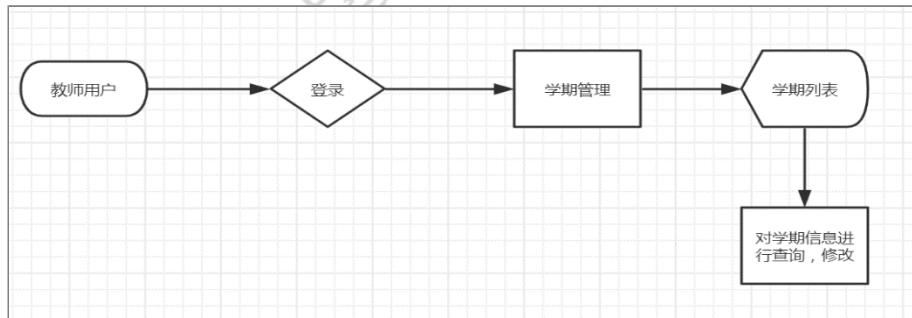 教师用户
登录
学期管理
学期列表
对学期信息进
行查询，修改